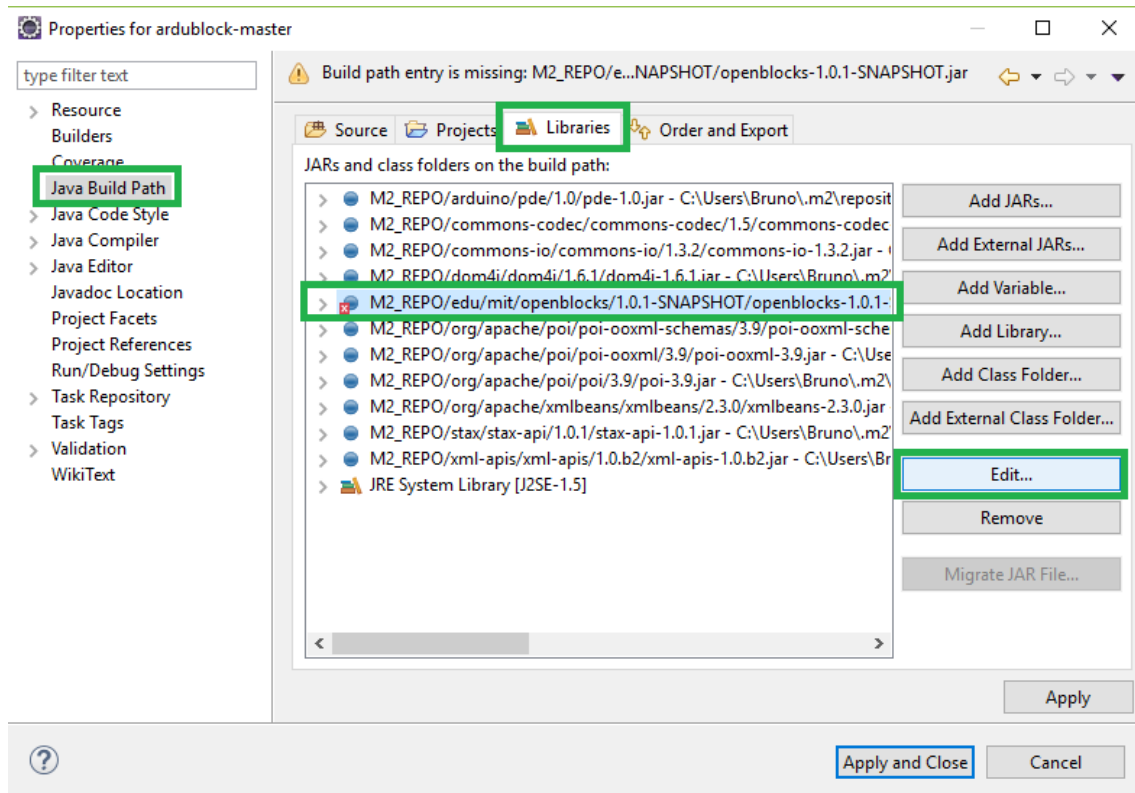 Properties for ardublock-master
type filter text
Build path entry is missing: M2_REPO/e...NAPSHOT/openblocks-1.0.1-SNAPSHOT.jar
Resource
Builders
Coverage
Java Build Path
Java Code Style
Java Compiler
Java Editor
Javadoc Location
Project Facets
Project References
Run/Debug Settings
Task Repository
Task Tags
Validation
WikiText
Source
Projects
Libraries
Order and Export
JARs and class folders on the build path:
M2_REPO/arduino/pde/1.0/pde-1.0.jar - C:\Users\Bruno\.m2\reposit
M2_REPO/commons-codec/commons-codec/1.5/commons-codec
M2_REPO/commons-io/commons-io/1.3.2/commons-io-1.3.2.jar -
M2_REPO/dom4j/dom4j/1.6.1/dom4j-1.6.1.jar - C:\Users\Bruno\.m2
M2_REPO/edu/mit/openblocks/1.0.1-SNAPSHOT/openblocks-1.0.1-
M2_REPO/org/apache/poi/poi-ooxml-schemas/3.9/poi-ooxml-sche
M2_REPO/org/apache/poi/poi-ooxml/3.9/poi-ooxml-3.9.jar - C:\Use
M2_REPO/org/apache/poi/poi/3.9/poi-3.9.jar - C:\Users\Bruno\.m2\
M2_REPO/org/apache/xmlbeans/xmlbeans/2.3.0/xmlbeans-2.3.0.jar
M2_REPO/stax/stax-api/1.0.1/stax-api-1.0.1.jar - C:\Users\Bruno\.m2
M2_REPO/xml-apis/xml-apis/1.0.b2/xml-apis-1.0.b2.jar - C:\Users\Br
JRE System Library [J2SE-1.5]
Add JARs...
Add External JARs...
Add Variable...
Add Library...
Add Class Folder...
Add External Class Folder...
Edit...
Remove
Migrate JAR File...
Apply
Apply and Close
Cancel